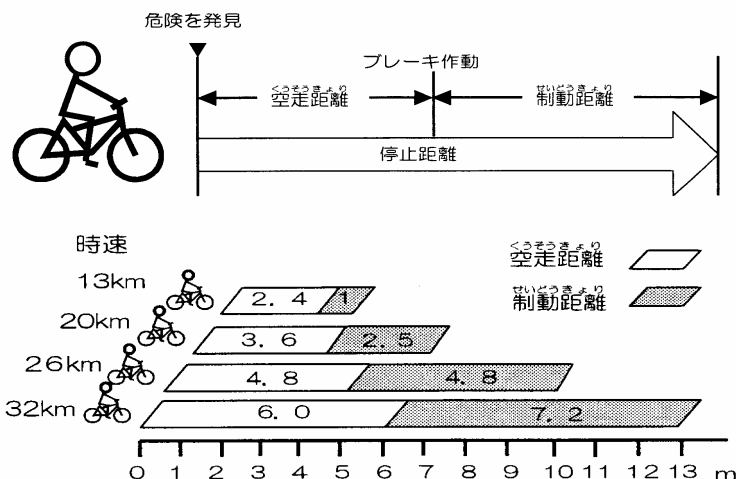 危険を発見
ブレーキ作動
くうそうきょり
空走距離
せいどうきょり
制動距離
停止距離
時速
くうそうきょり
空走距離
せいどうきょり
制動距離
13km
2.4 1
20km
3.6 2.5
26km
4.8 4.8
32km
6.0 7.2
0 1 2 3 4 5 6 7 8 9 10 11 12 13 m